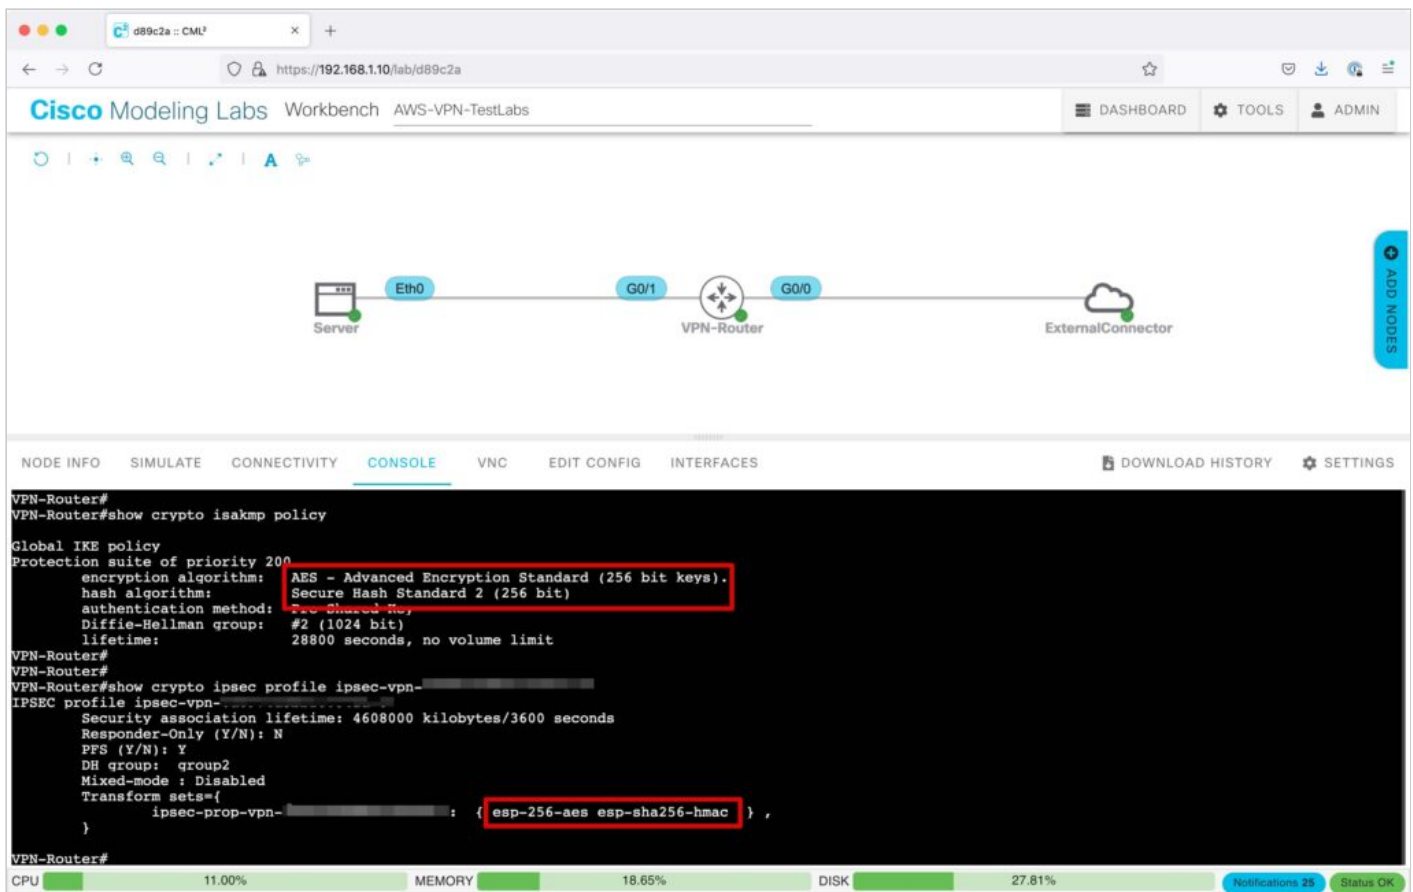 d89c2a :: CML²
https://192.168.1.10/lab/d89c2a
Cisco Modeling Labs Workbench AWS-VPN-TestLabs DASHBOARD TOOLS ADMIN
A
Eth0 G0/1 G0/0
Server VPN-Router ExternalConnector
ADD NODES
NODE INFO SIMULATE CONNECTIVITY CONSOLE VNC EDIT CONFIG INTERFACES DOWNLOAD HISTORY SETTINGS
VPN-Router#
VPN-Router#show crypto isakmp policy
Global IKE policy
Protection suite of priority 200
encryption algorithm: AES - Advanced Encryption Standard (256 bit keys).
hash algorithm: Secure Hash Standard 2 (256 bit)
authentication method: Pre-Shared Key
Diffie-Hellman group: #2 (1024 bit)
lifetime: 28800 seconds, no volume limit
VPN-Router#
VPN-Router#
VPN-Router#show crypto ipsec profile ipsec-vpn-
IPSEC profile ipsec-vpn-
Security association lifetime: 4608000 kilobytes/3600 seconds
Responder-Only (Y/N): N
PFS (Y/N): Y
DH group: group2
Mixed-mode : Disabled
Transform sets={
ipsec-prop-vpn- : { esp-256-aes esp-sha256-hmac } ,
}
VPN-Router#
CPU 11.00% MEMORY 18.65% DISK 27.81% Notifications 25 Status OK